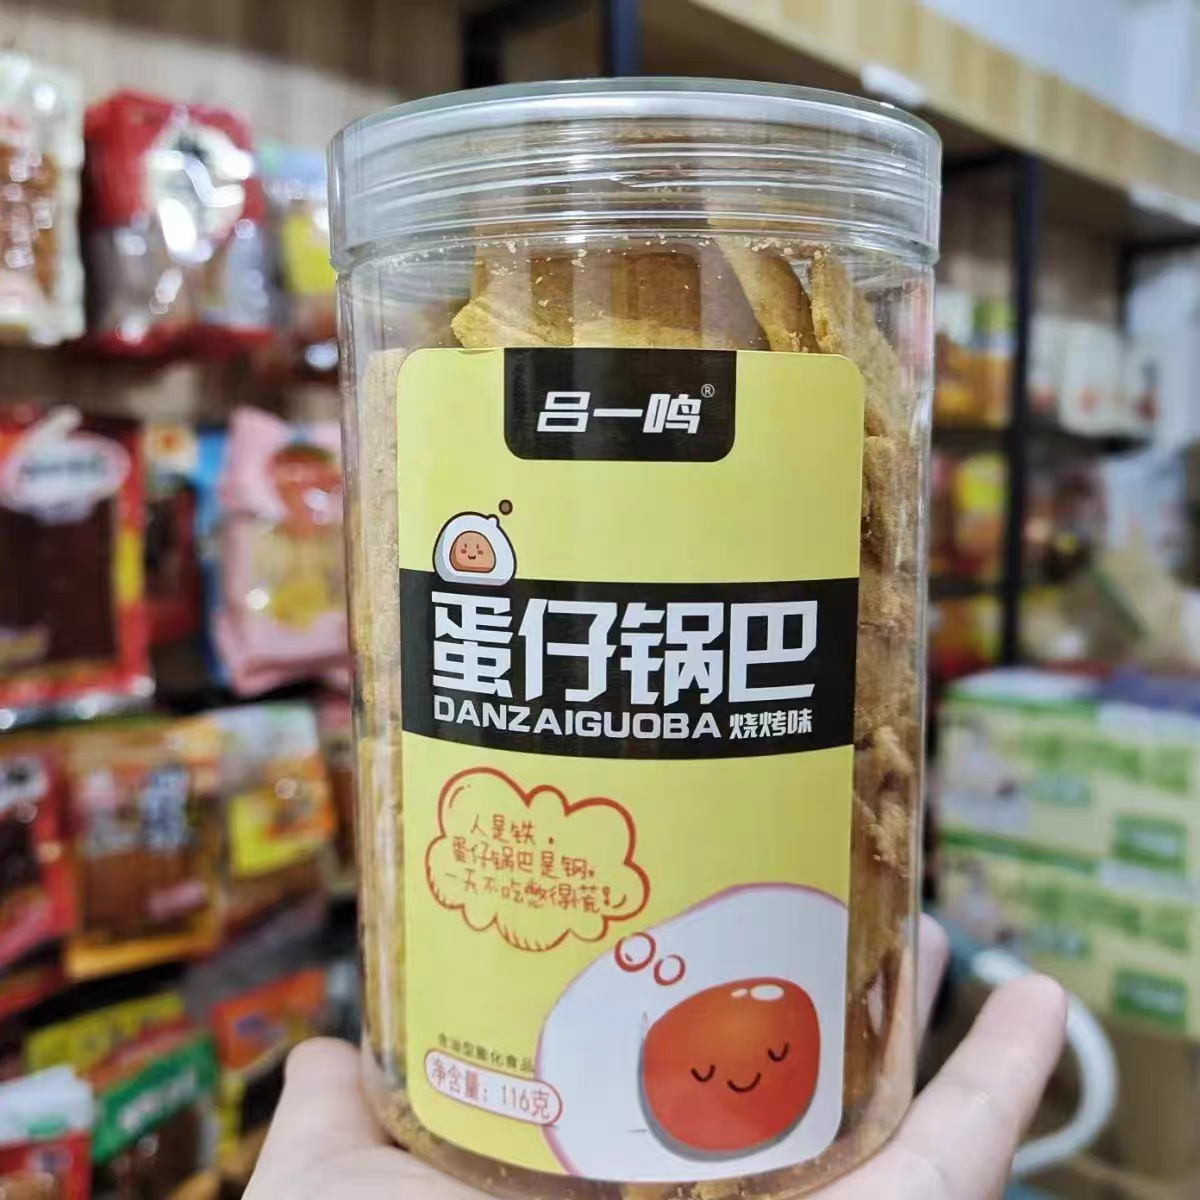 吕一鸣®
蛋仔锅巴
DANZAIGUOBA 烧烤味
人是铁,
蛋仔锅巴是钢,
一天不吃憋得荒!
含油型膨化食品
净含量：116克